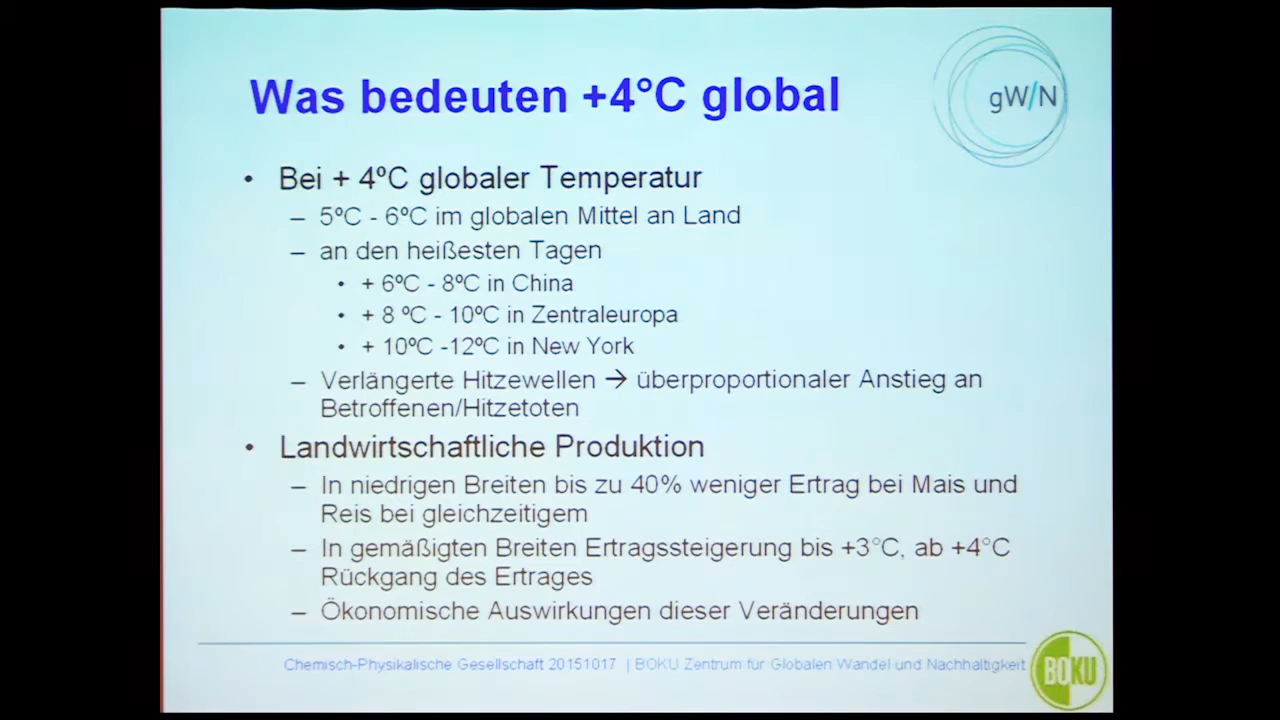 Was bedeuten +4°C global
gW/N
• Bei + 4ºC globaler Temperatur
– 5ºC - 6ºC im globalen Mittel an Land
– an den heißesten Tagen
• + 6ºC - 8ºC in China
• + 8 ºC - 10ºC in Zentraleuropa
• + 10ºC -12ºC in New York
– Verlängerte Hitzewellen → überproportionaler Anstieg an
Betroffenen/Hitzetoten
• Landwirtschaftliche Produktion
– In niedrigen Breiten bis zu 40% weniger Ertrag bei Mais und
Reis bei gleichzeitigem
– In gemäßigten Breiten Ertragssteigerung bis +3°C, ab +4°C
Rückgang des Ertrages
– Ökonomische Auswirkungen dieser Veränderungen
Chemisch-Physikalische Gesellschaft 20151017 | BOKU Zentrum für Globalen Wandel und Nachhaltigkeit
BOKU